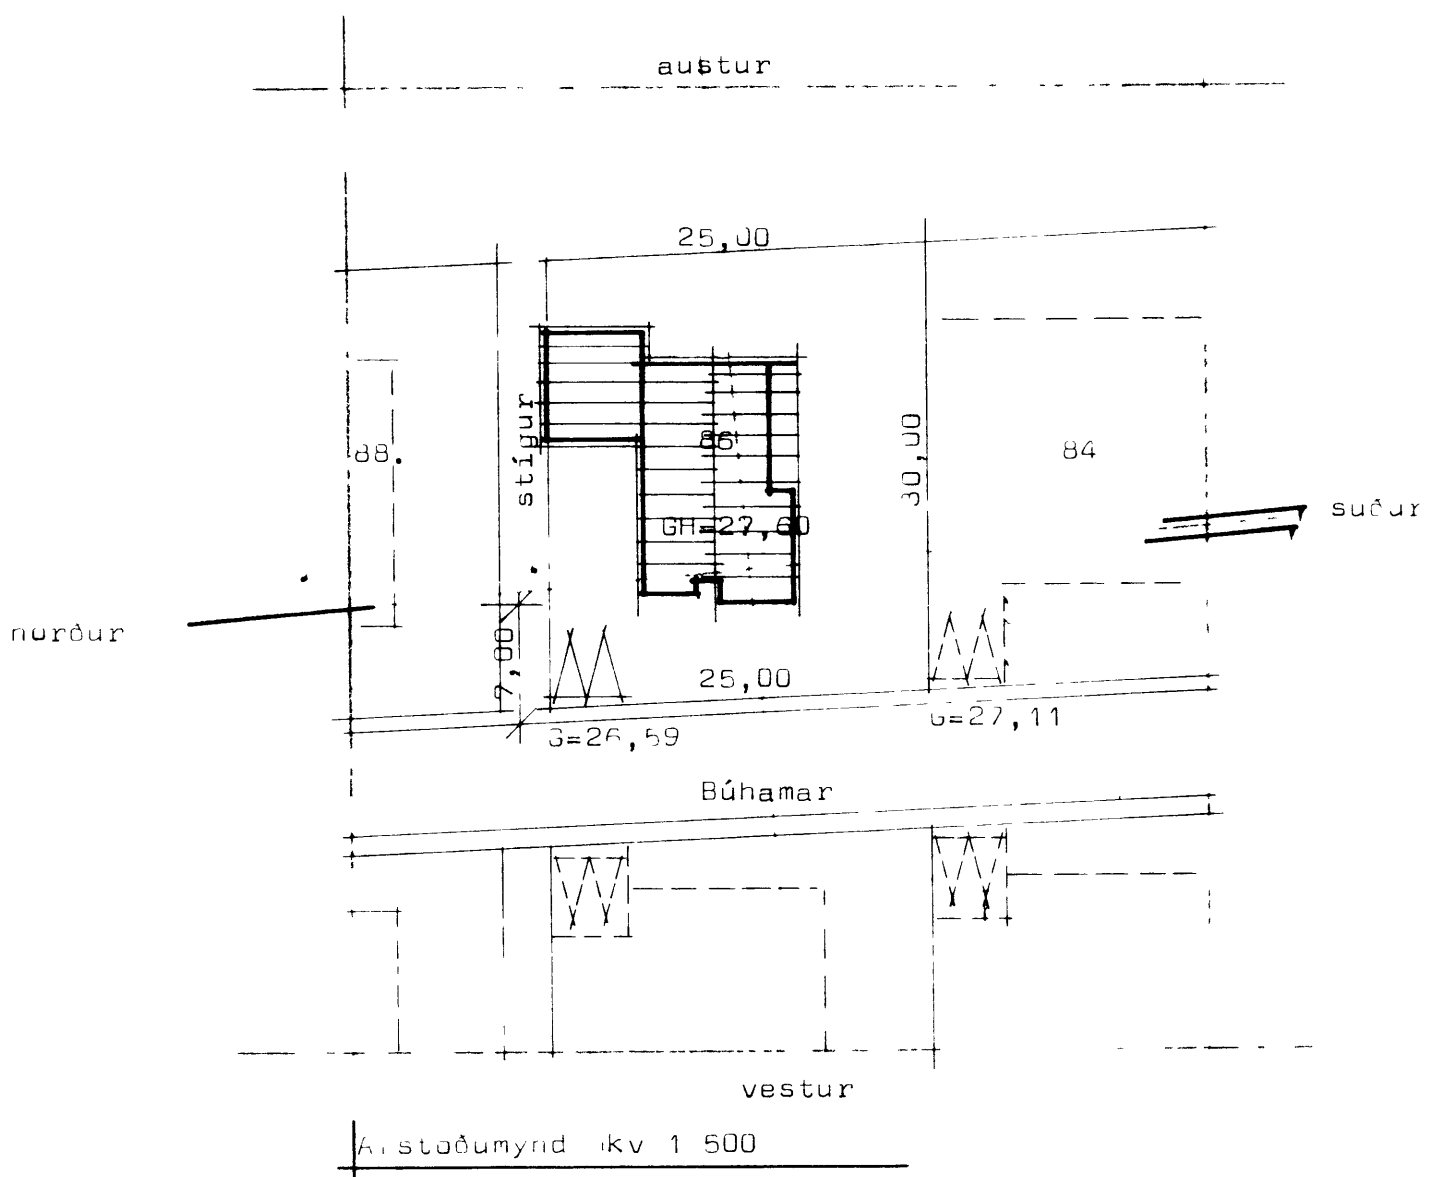 austur
25,00
stígur
88.
86
30,00
84
GH=27,60
suður
norður
7,00
25,00
G=26,59
G=27,11
Búhamar
vestur
Afstöðumynd kv 1 500